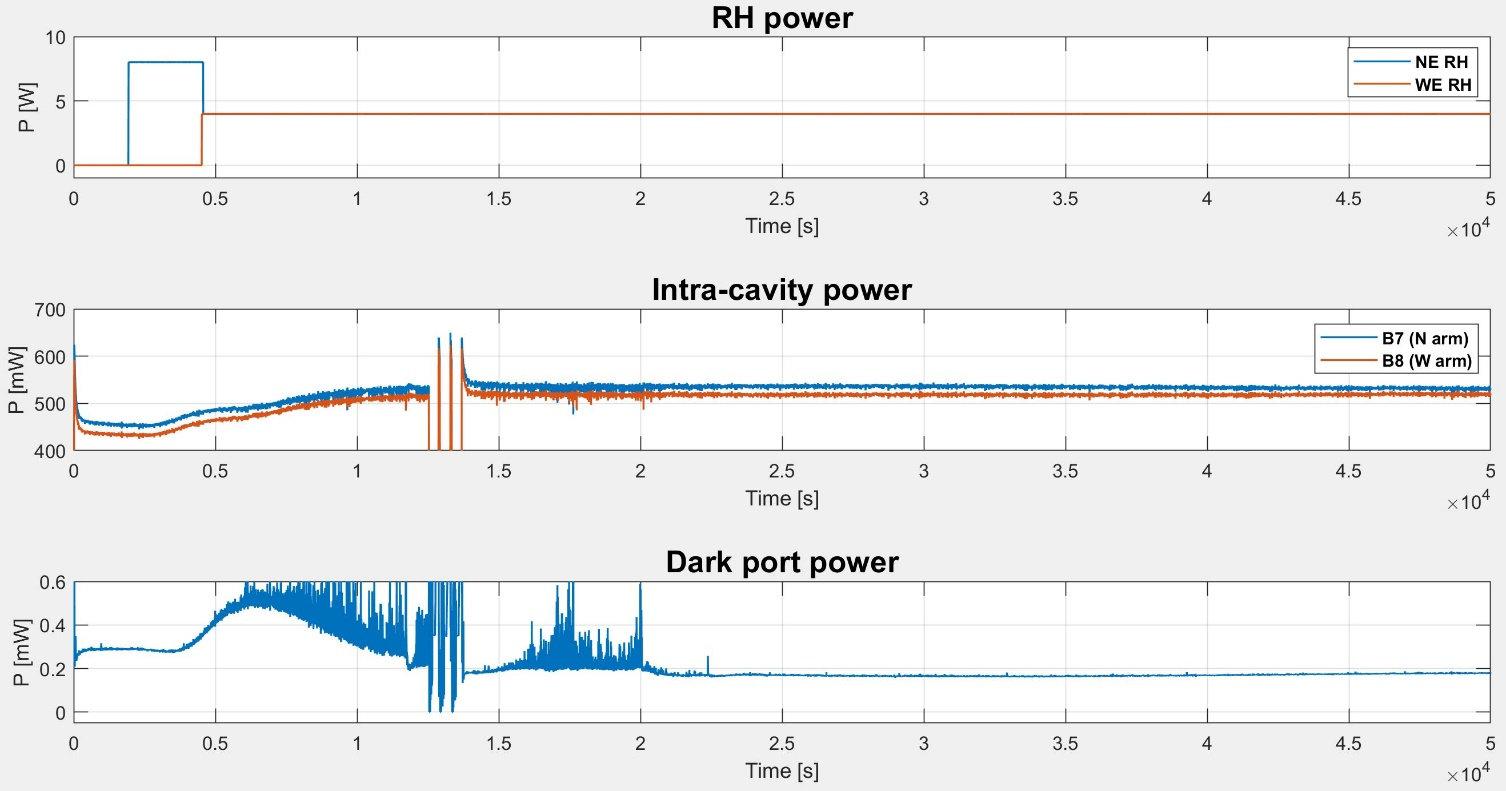 RH power
10
5
0
P [W]
NE RH
WE RH
0 0.5 1 1.5 2 2.5 3 3.5 4 4.5 5
Time [s]
×10⁴
Intra-cavity power
700
600
500
400
P [mW]
B7 (N arm)
B8 (W arm)
0 0.5 1 1.5 2 2.5 3 3.5 4 4.5 5
Time [s]
×10⁴
Dark port power
0.6
0.4
0.2
0
P [mW]
0 0.5 1 1.5 2 2.5 3 3.5 4 4.5 5
Time [s]
×10⁴